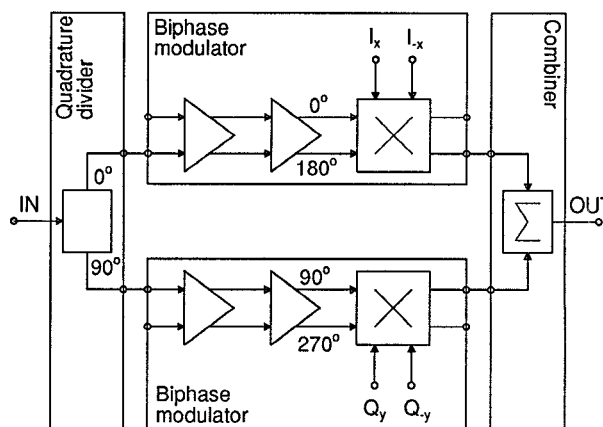 Quadrature
divider
Biphase
modulator
Iₓ
I₋ₓ
Combiner
0°
180°
0°
IN
90°
Σ
OUT
90°
270°
Biphase
modulator
Qy
Q-y